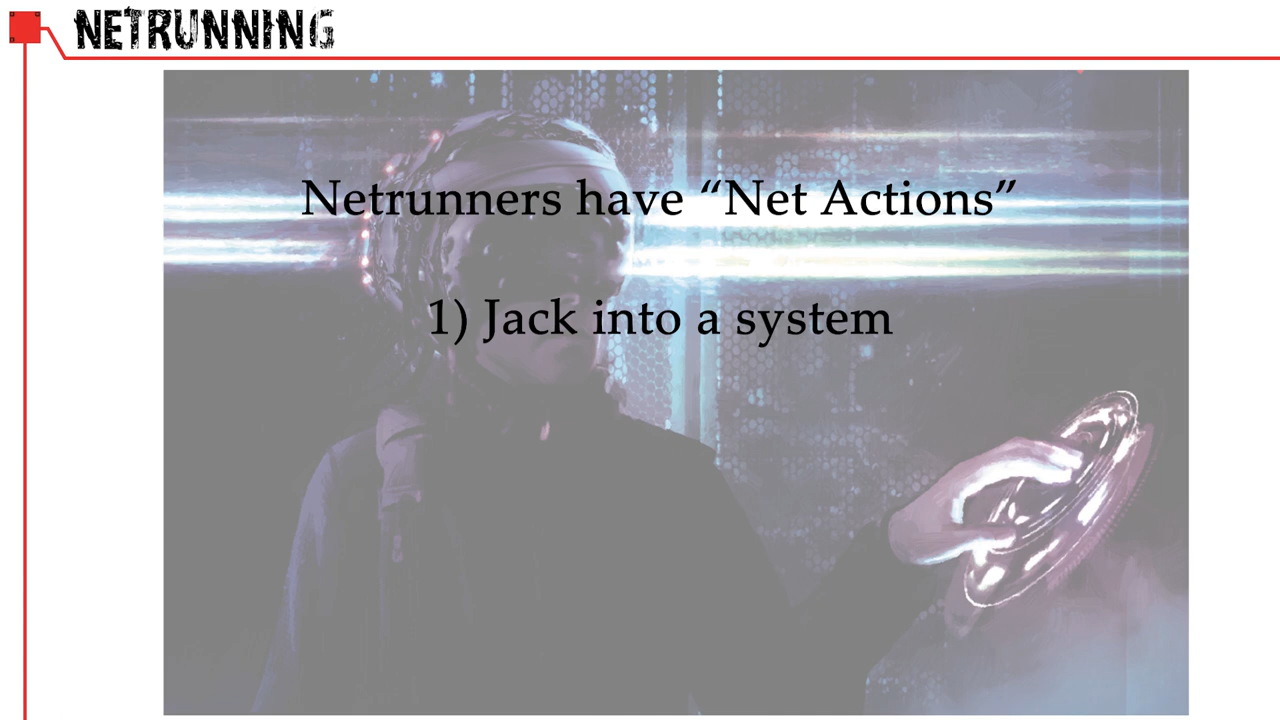 NETRUNNING
Netrunners have “Net Actions”
1) Jack into a system